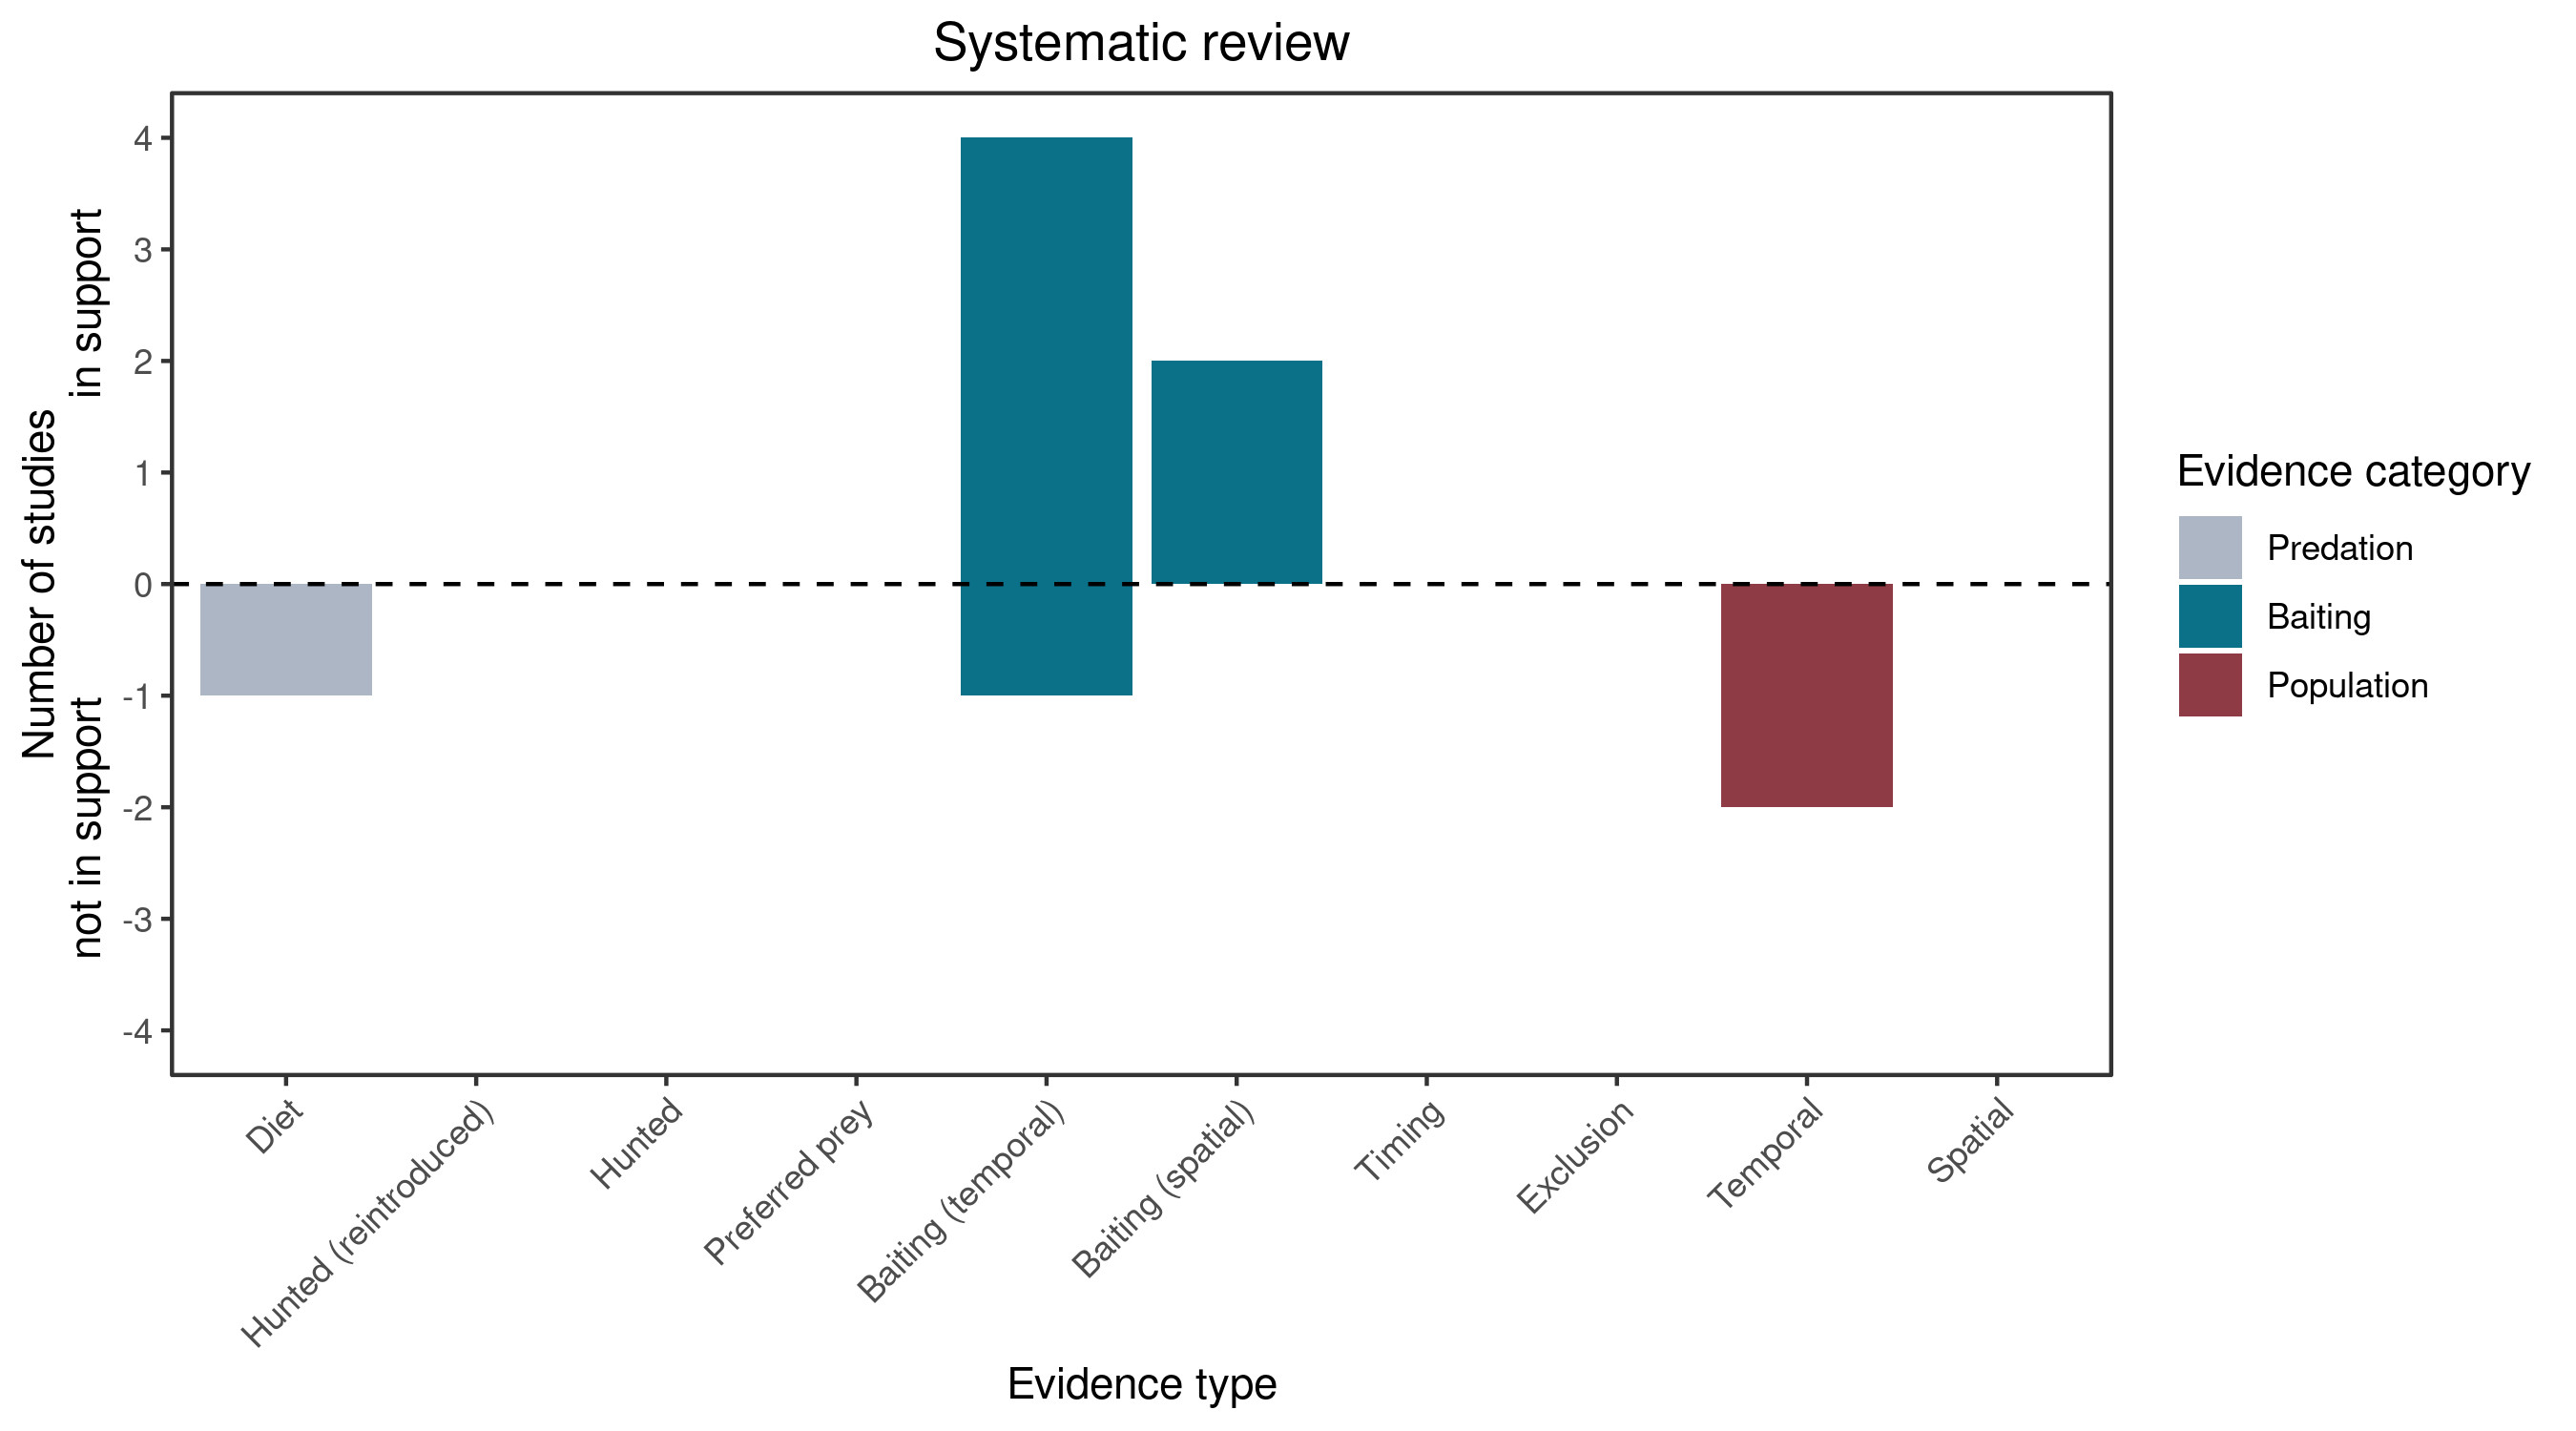 Systematic review
Number of studies
in support
not in support
4
3
2
1
0
-1
-2
-3
-4
Diet
Hunted (reintroduced)
Hunted
Preferred prey
Baiting (temporal)
Baiting (spatial)
Timing
Exclusion
Temporal
Spatial
Evidence type
Evidence category
Predation
Baiting
Population